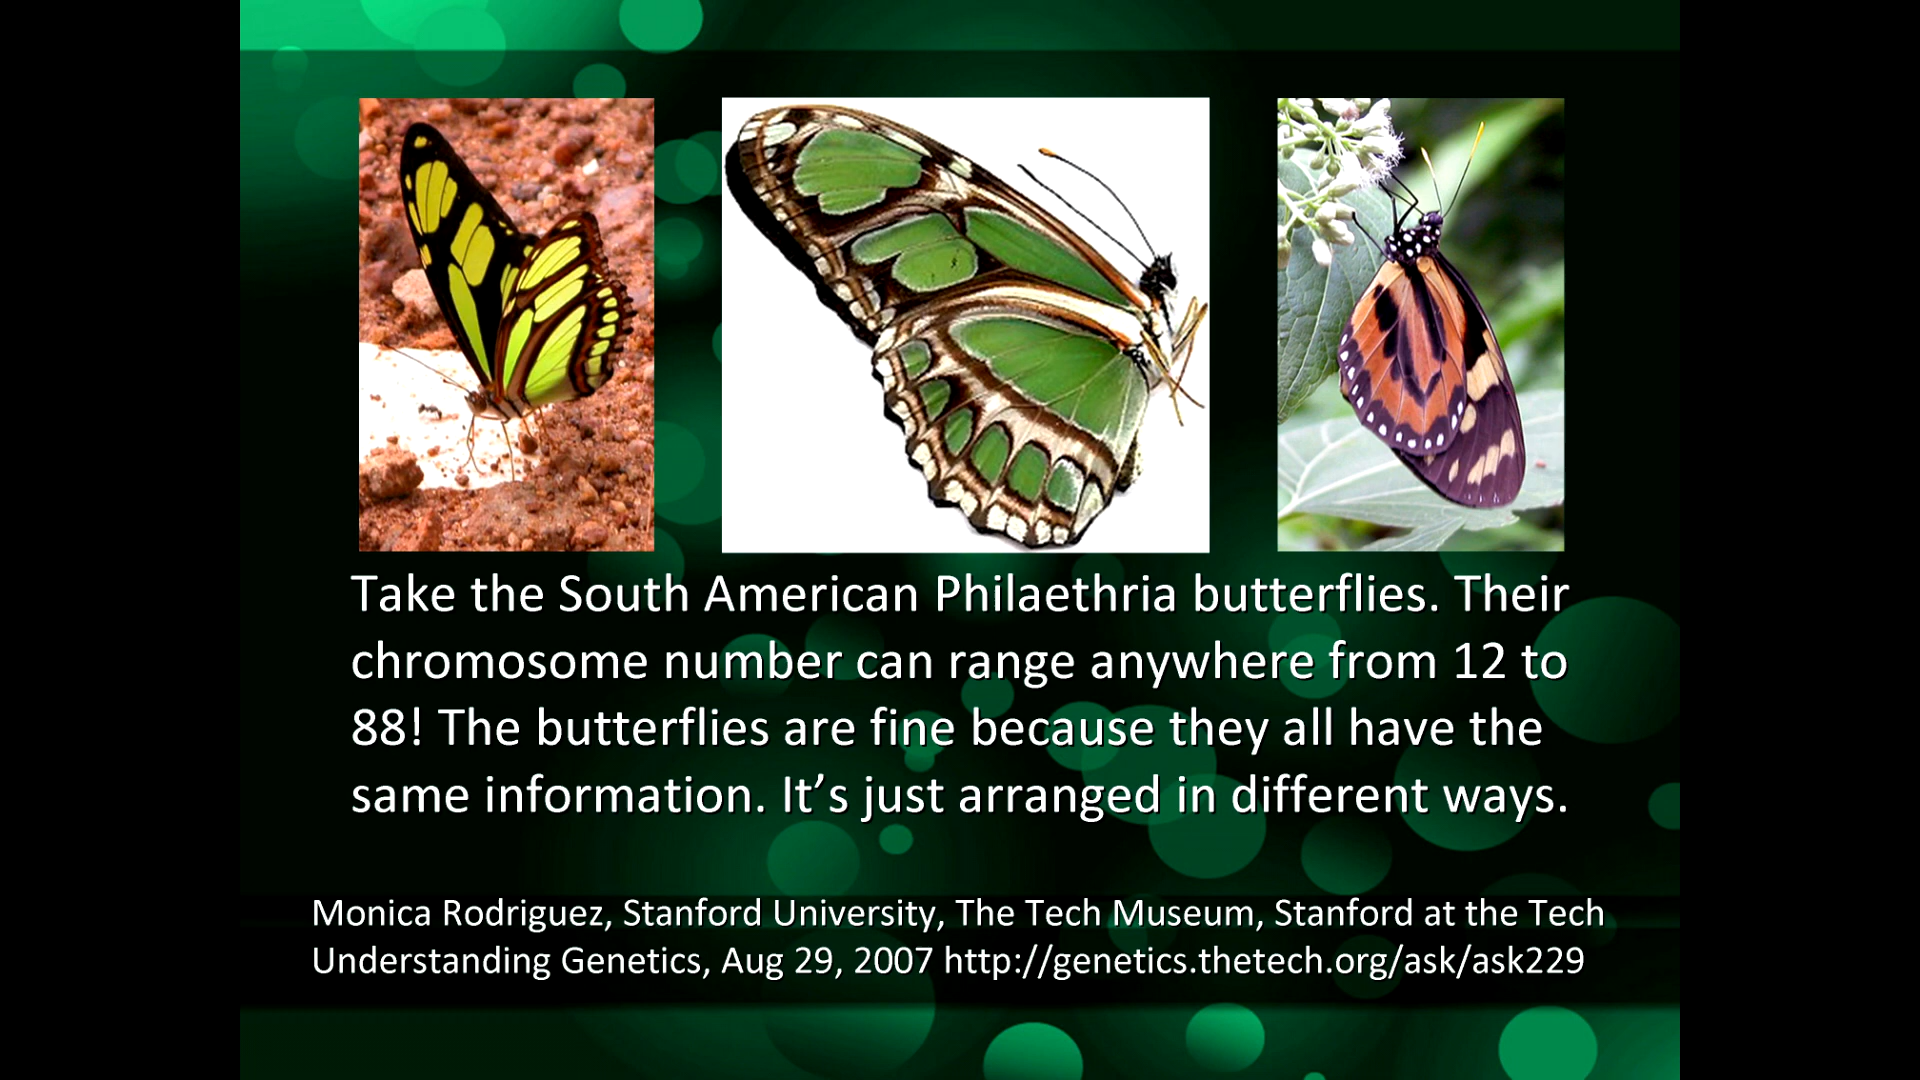 Take the South American Philaethria butterflies. Their
chromosome number can range anywhere from 12 to
88! The butterflies are fine because they all have the
same information. It’s just arranged in different ways.
Monica Rodriguez, Stanford University, The Tech Museum, Stanford at the Tech
Understanding Genetics, Aug 29, 2007 http://genetics.thetech.org/ask/ask229